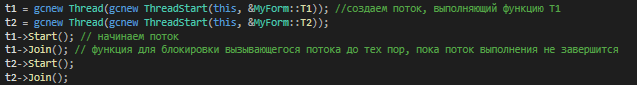 t1 = gcnew Thread(gcnew ThreadStart(this, &MyForm::T1)); //создаем поток, выполняющий функцию T1
t2 = gcnew Thread(gcnew ThreadStart(this, &MyForm::T2));
t1->Start(); // начинаем поток
t1->Join(); // функция для блокировки вызывающегося потока до тех пор, пока поток выполнения не завершится
t2->Start();
t2->Join();